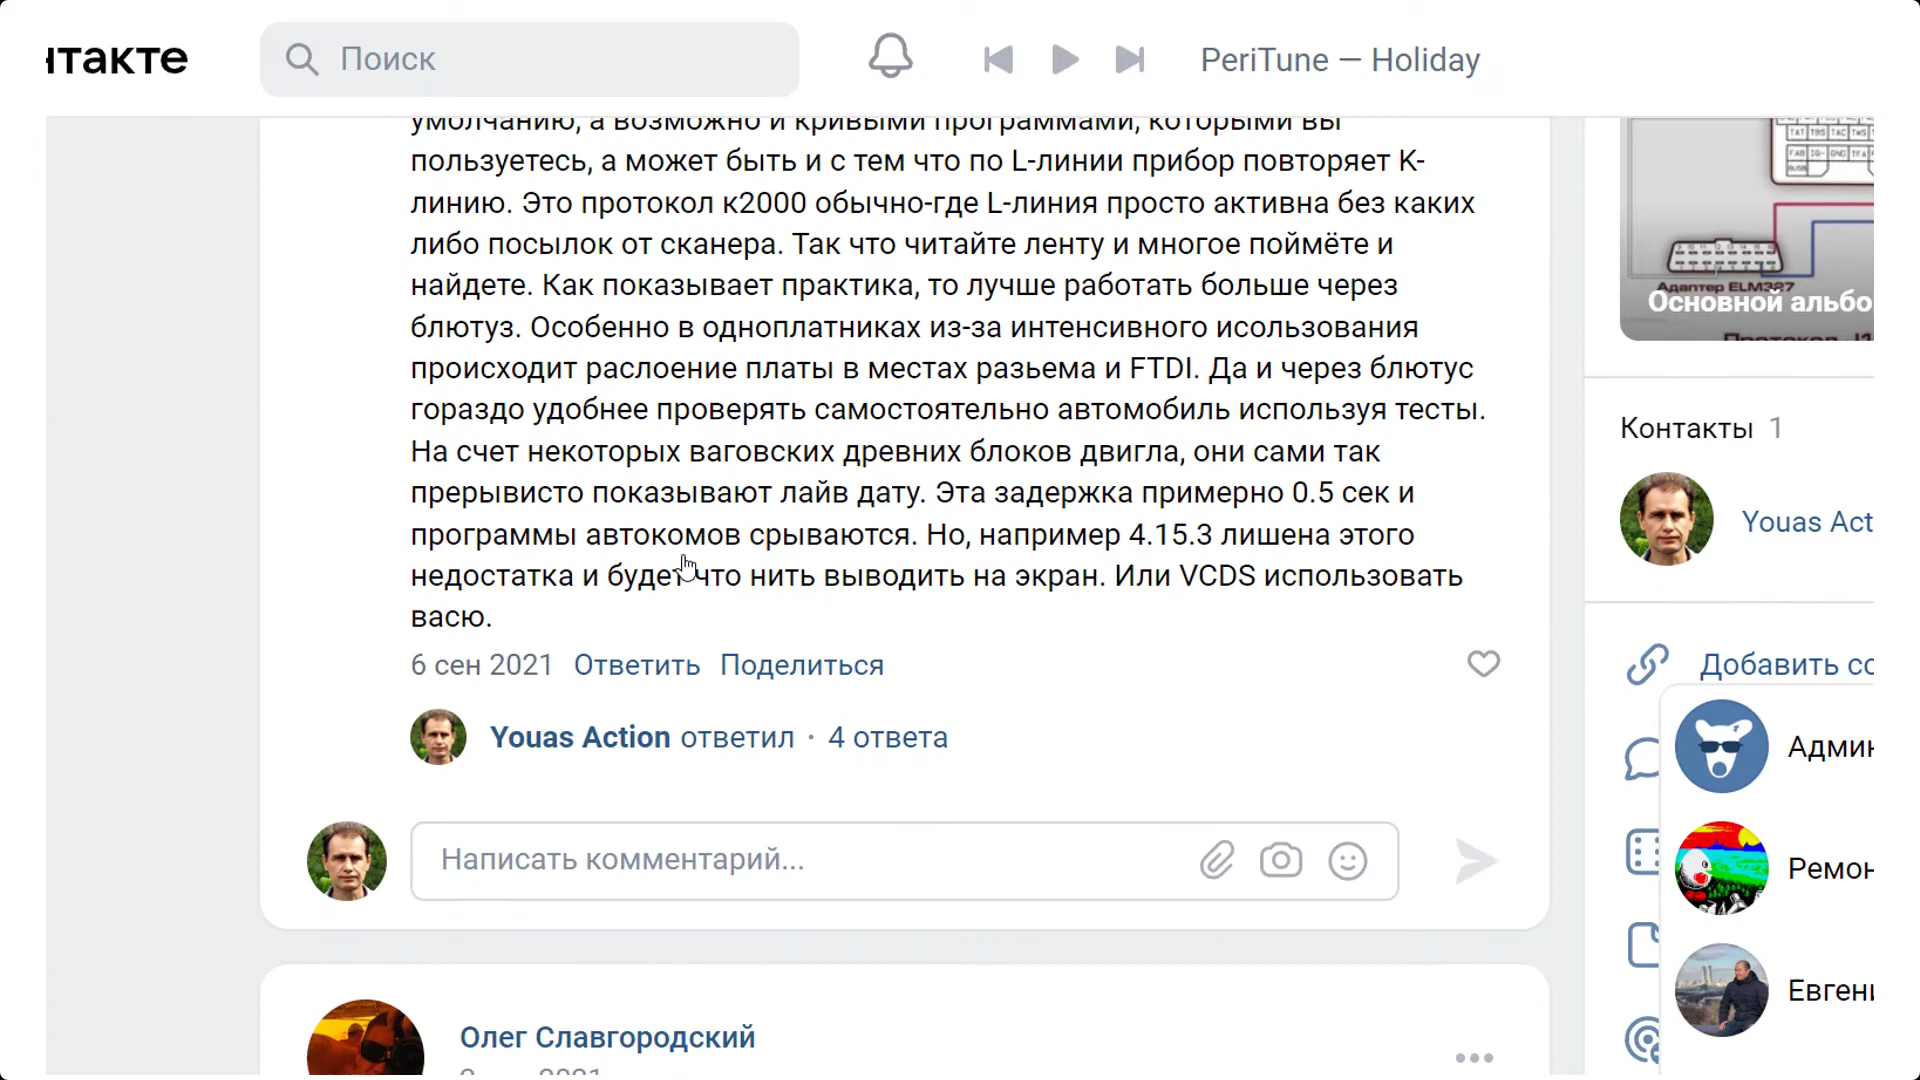 нтакте
Поиск
PeriTune — Holiday
умолчанию, а возможно и кривыми программами, которыми вы
пользуетесь, а может быть и с тем что по L-линии прибор повторяет K-
линию. Это протокол к2000 обычно-где L-линия просто активна без каких
либо посылок от сканера. Так что читайте ленту и многое поймёте и
найдете. Как показывает практика, то лучше работать больше через
блютуз. Особенно в одноплатниках из-за интенсивного исользования
происходит раслоение платы в местах разьема и FTDI. Да и через блютус
гораздо удобнее проверять самостоятельно автомобиль используя тесты.
На счет некоторых ваговских древних блоков двигла, они сами так
прерывисто показывают лайв дату. Эта задержка примерно 0.5 сек и
программы автокомов срываются. Но, например 4.15.3 лишена этого
недостатка и будет что нить выводить на экран. Или VCDS использовать
васю.
6 сен 2021 Ответить Поделиться
Youas Action ответил · 4 ответа
Написать комментарий...
Олег Славгородский
Адаптер ELM327
Основной альбо
Контакты 1
Youas Act
Добавить сс
Админ
Ремон
Евгени